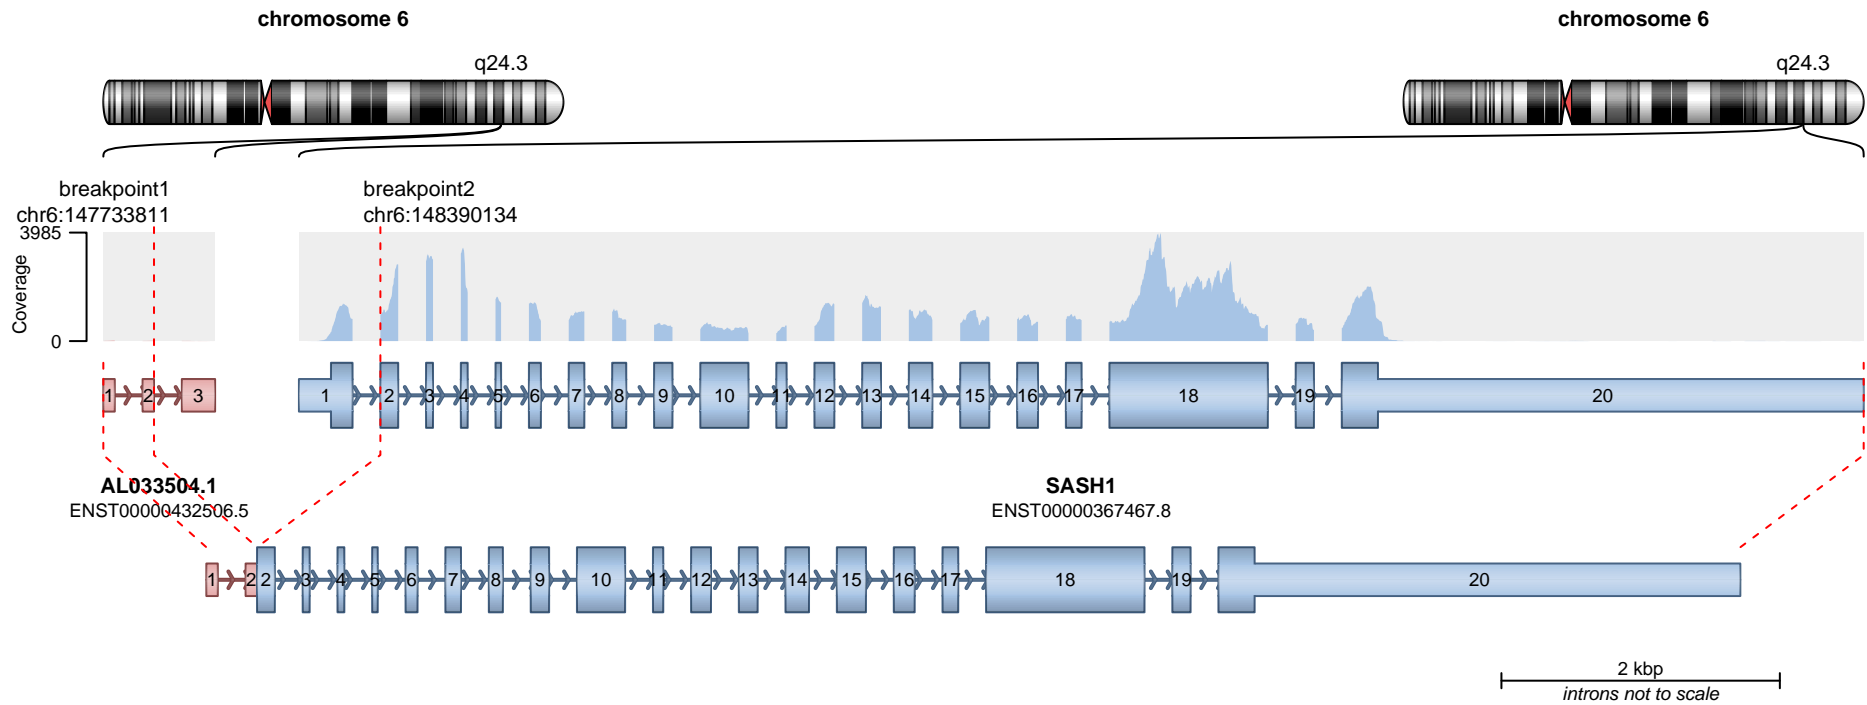 chromosome 6 chromosome 6
q24.3 q24.3
breakpoint1 breakpoint2
chr6:147733811 chr6:148390134
3985
Coverage
0
1 2 3 1 2 3 4 5 6 7 8 9 10 11 12 13 14 15 16 17 18 19 20
AL033504.1 SASH1
ENST00000432506.5 ENST00000367467.8
1 2 2 3 4 5 6 7 8 9 10 11 12 13 14 15 16 17 18 19 20
2 kbp
introns not to scale